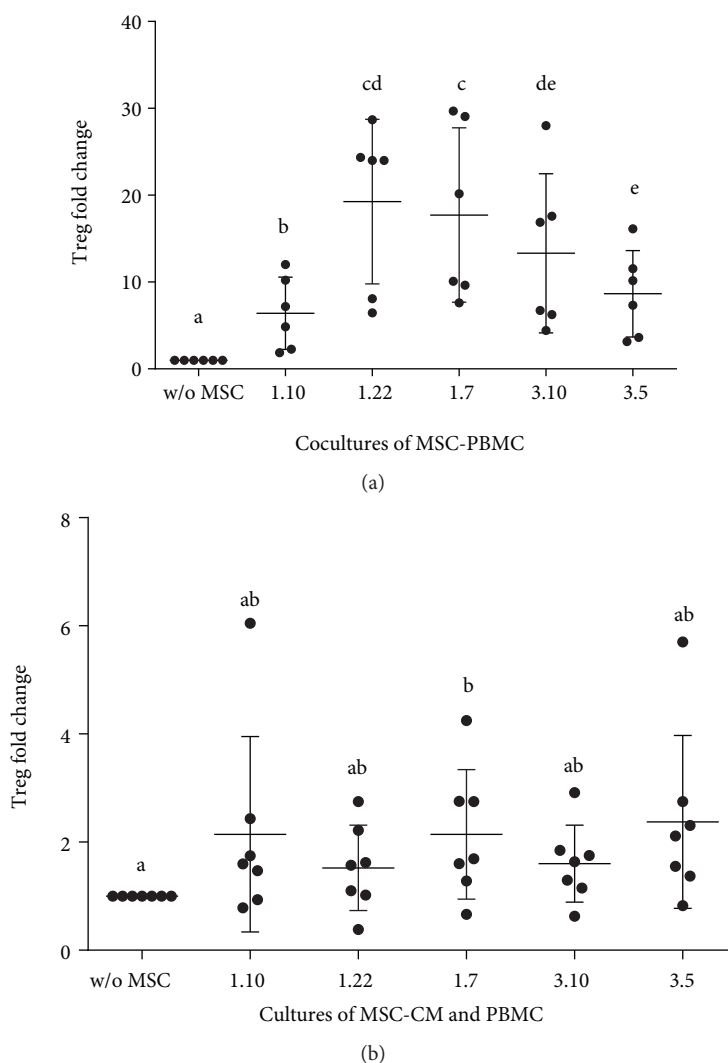 40
30
20
10
0
Treg fold change
a
b
cd
c
de
e
w/o MSC 1.10 1.22 1.7 3.10 3.5
Cocultures of MSC-PBMC
(a)
8
6
4
2
0
Treg fold change
a
ab
ab
b
ab
ab
w/o MSC 1.10 1.22 1.7 3.10 3.5
Cultures of MSC-CM and PBMC
(b)